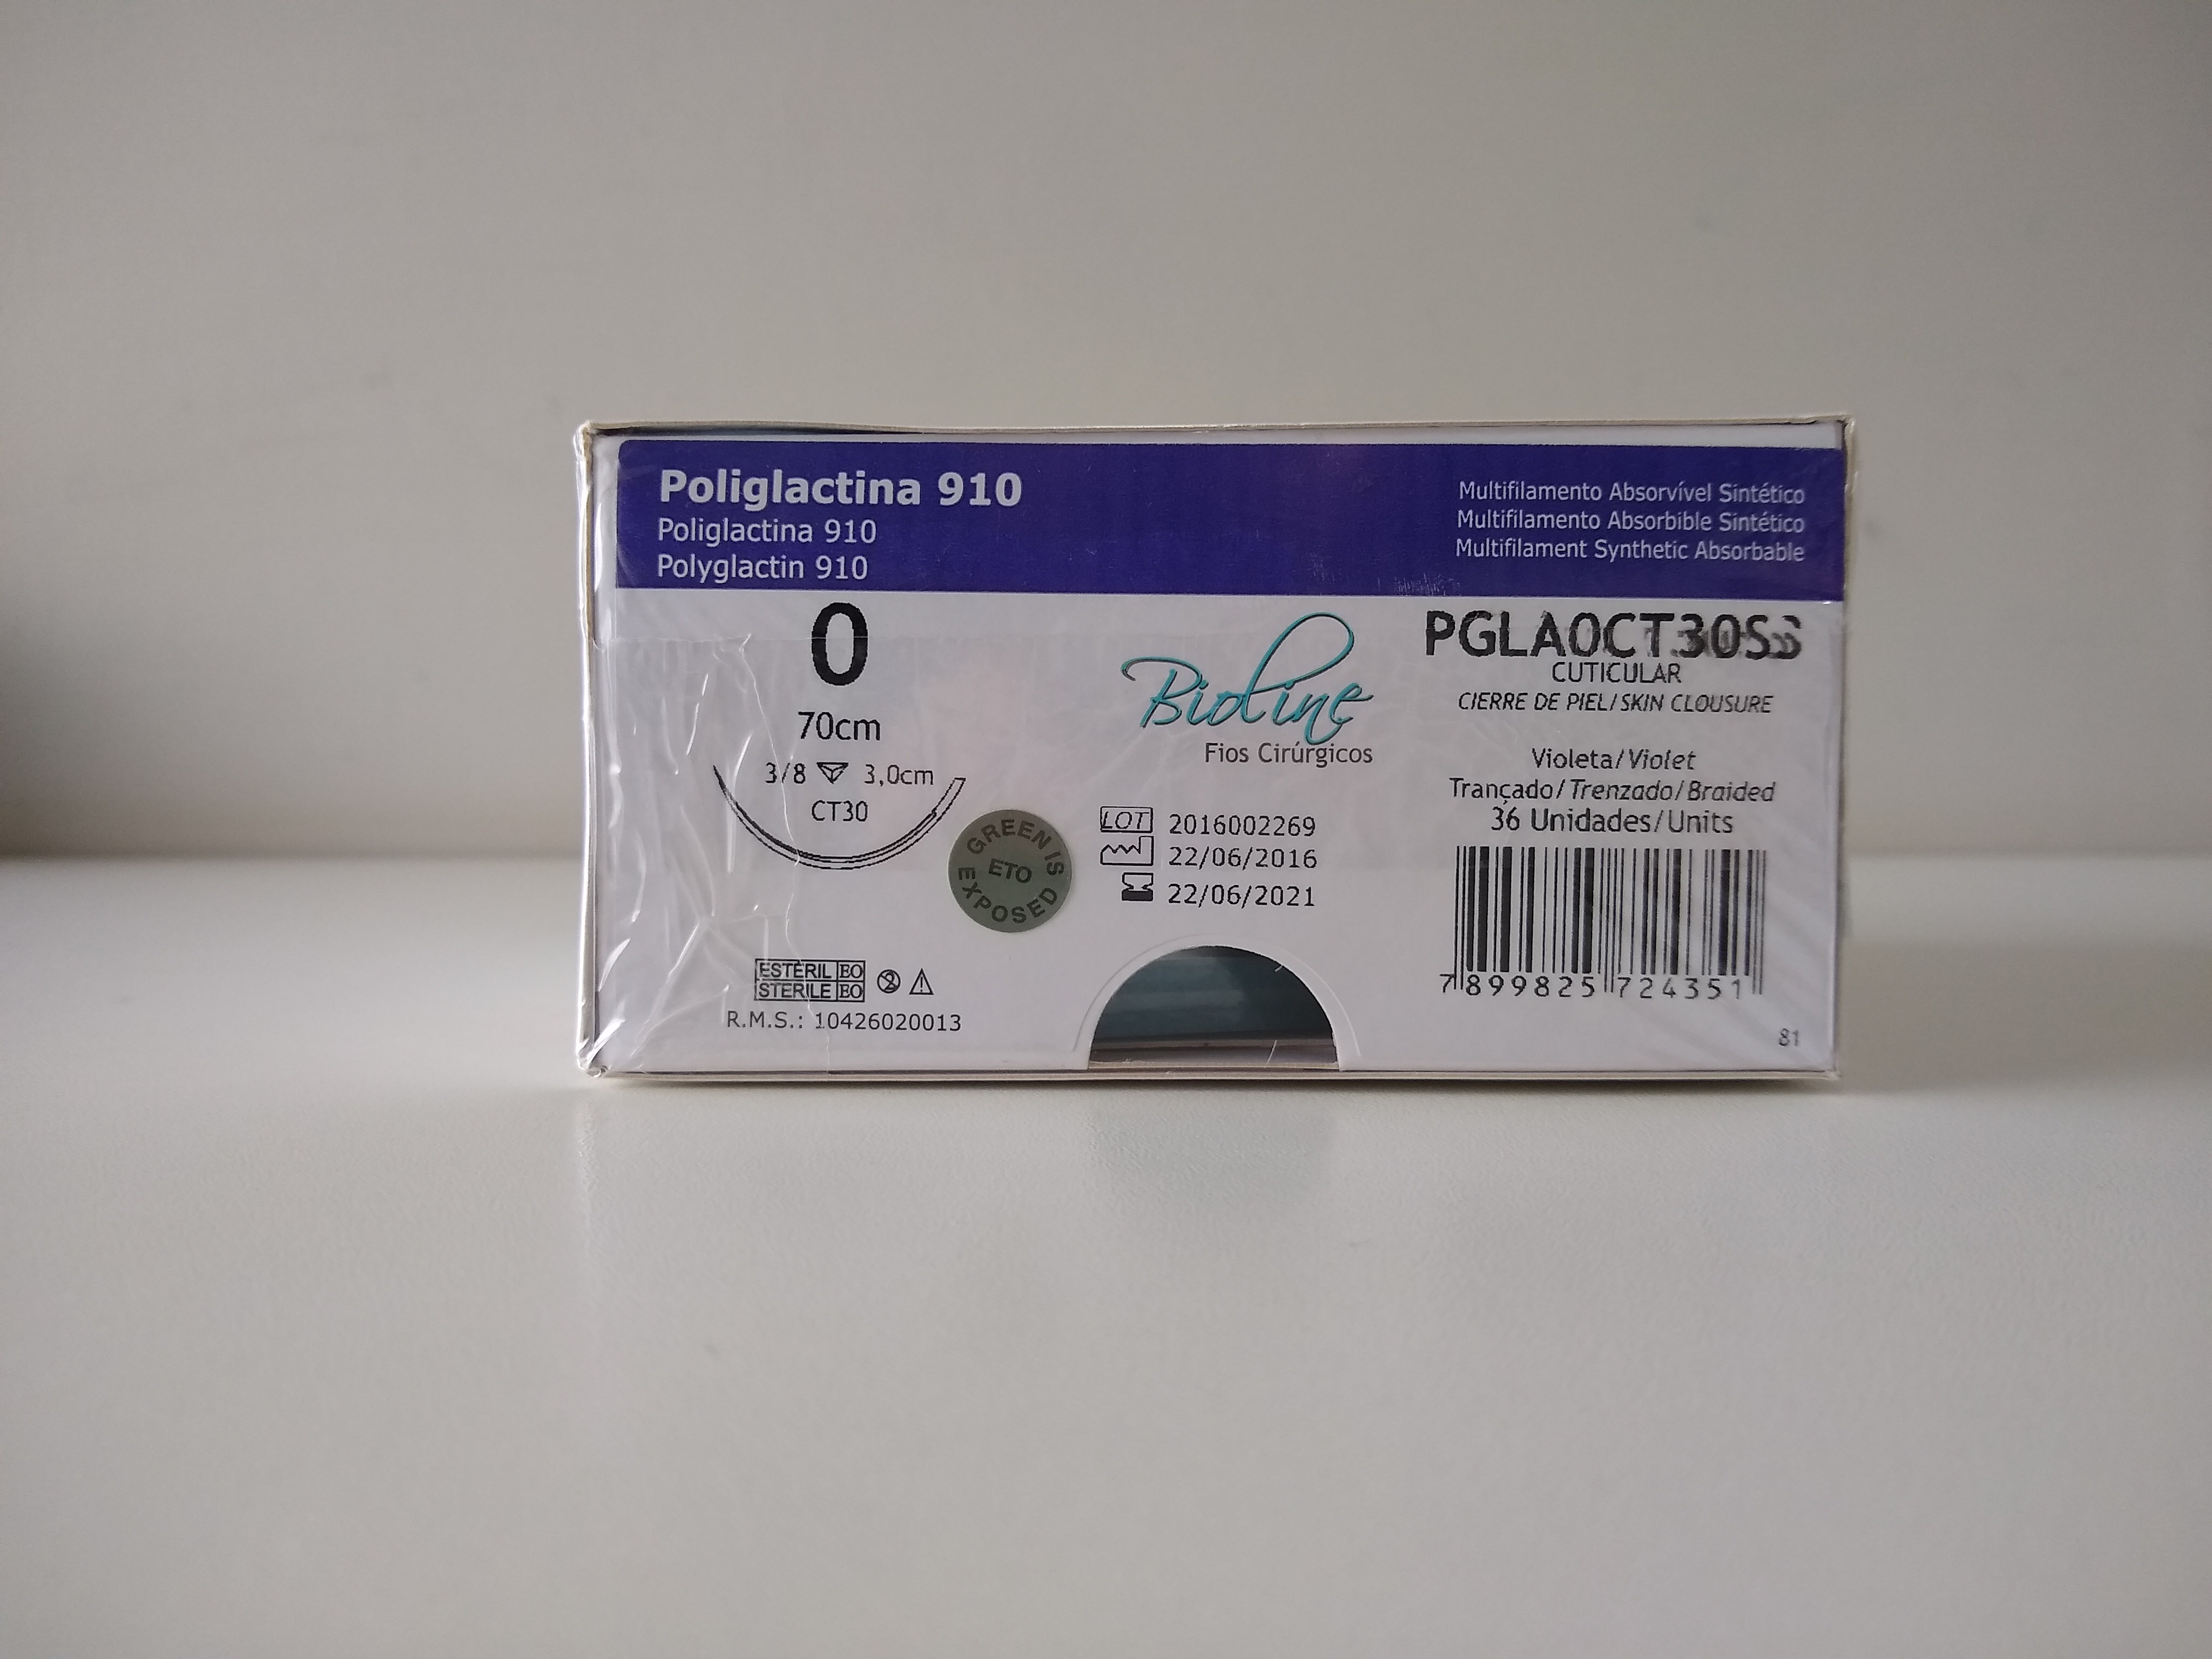 Poliglactina 910
Poliglactina 910
Polyglactin 910
Multifilamento Absorvível Sintético
Multifilamento Absorbible Sintético
Multifilament Synthetic Absorbable
0
70cm
3/8 3,0cm
CT30
GREEN IS EXPOSED
ETO
ESTÉRIL EO
STERILE EO
2
R.M.S.: 10426020013
Bioline
Fios Cirúrgicos
LOT 2016002269
22/06/2016
22/06/2021
PGLA0CT30SS
CUTICULAR
CIERRE DE PIEL/SKIN CLOUSURE
Violeta/Violet
Trançado/Trenzado/Braided
36 Unidades/Units
7 899825 724351
81